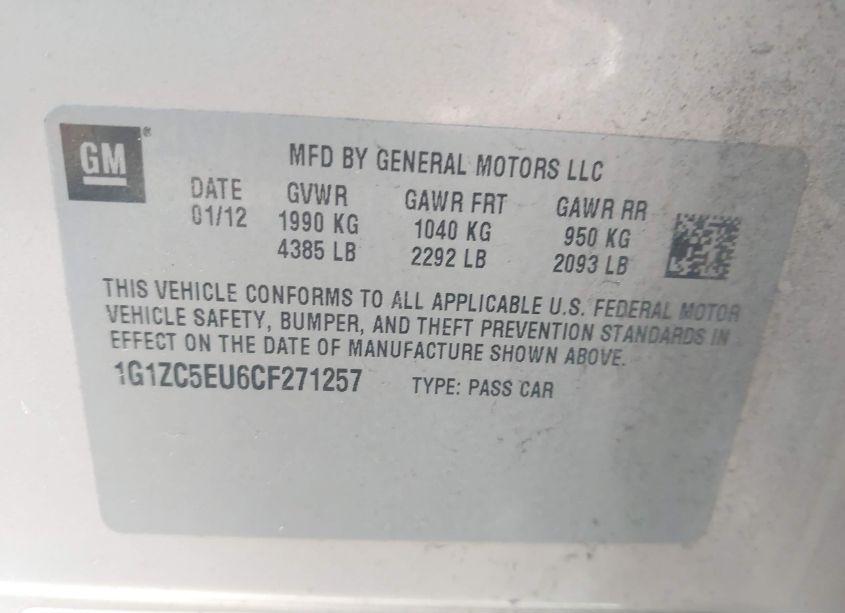 GM®
MFD BY GENERAL MOTORS LLC
DATE GVWR GAWR FRT GAWR RR
01/12 1990 KG 1040 KG 950 KG
4385 LB 2292 LB 2093 LB
THIS VEHICLE CONFORMS TO ALL APPLICABLE U.S. FEDERAL MOTOR
VEHICLE SAFETY, BUMPER, AND THEFT PREVENTION STANDARDS IN
EFFECT ON THE DATE OF MANUFACTURE SHOWN ABOVE.
1G1ZC5EU6CF271257 TYPE: PASS CAR